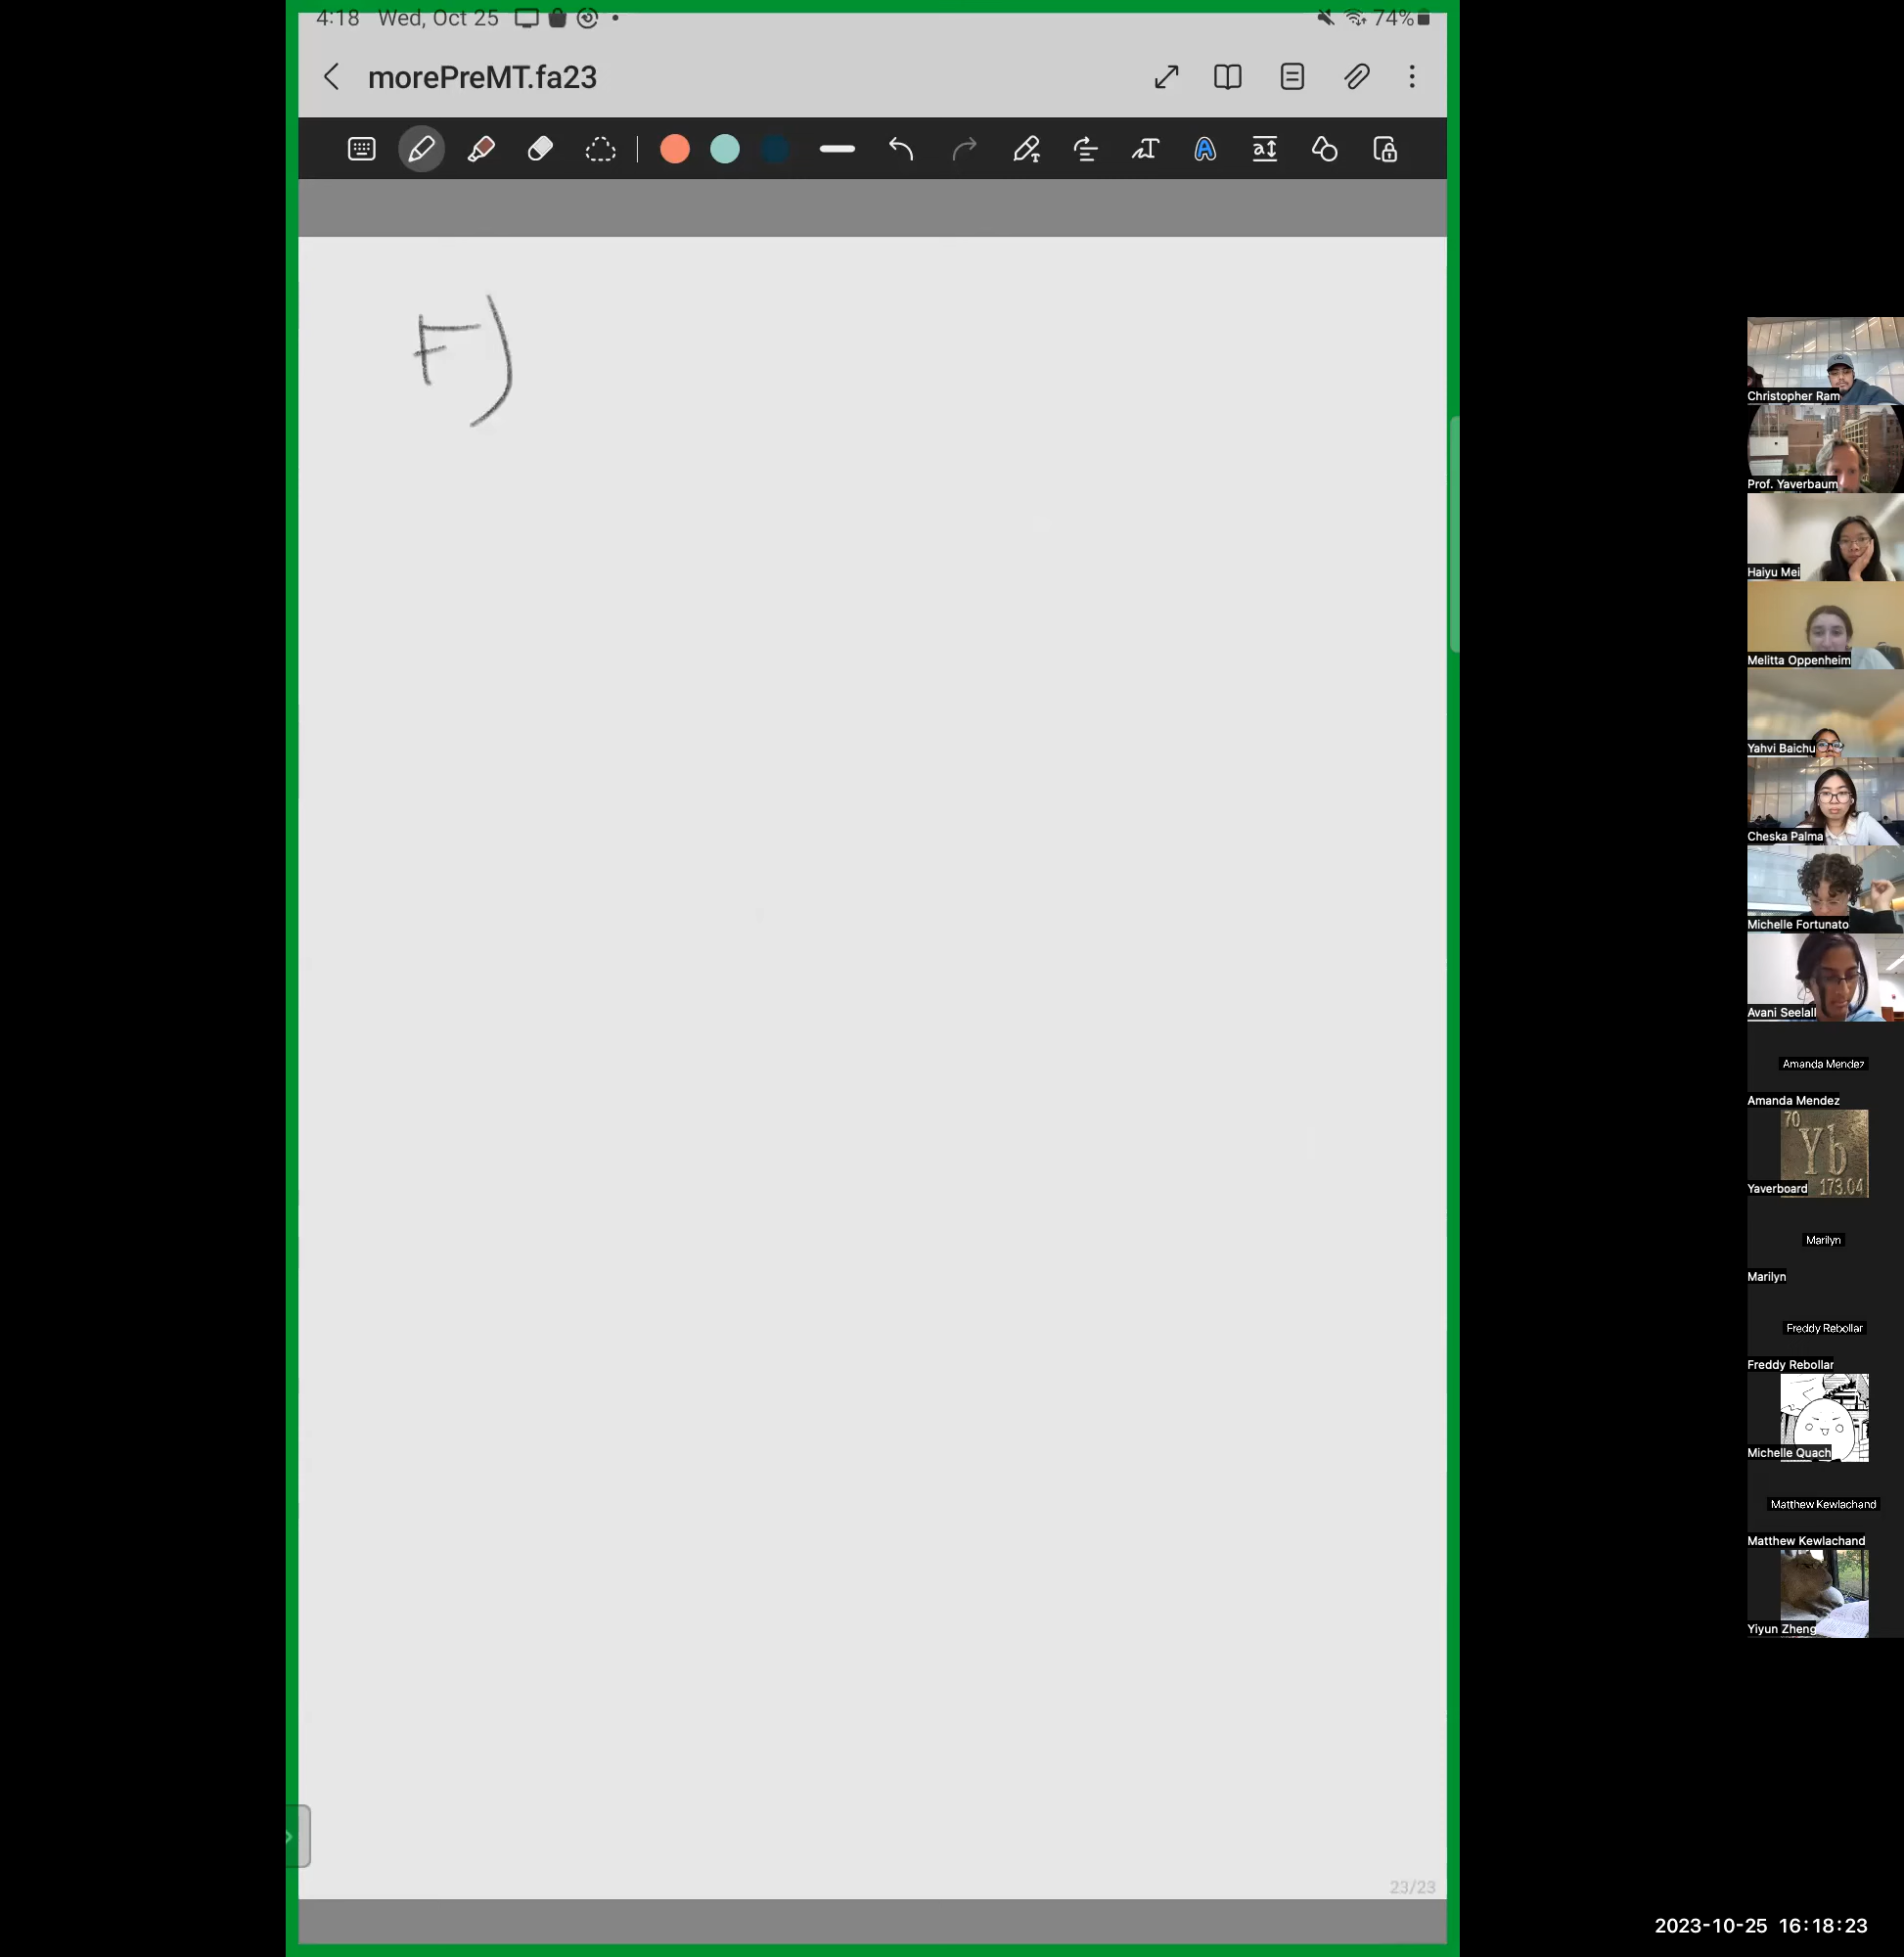 4:18 Wed, Oct 25
74%
morePreMT.fa23
F)
23/23
Christopher Ram
Prof. Yaverbaum
Haiyu Mei
Melitta Oppenheim
Yahvi Baichu
Cheska Palma
Michelle Fortunato
Avani Seelall
Amanda Mendez
Amanda Mendez
70
Yb
173.04
Yaverboard
Marilyn
Marilyn
Freddy Rebollar
Freddy Rebollar
Michelle Quach
Matthew Kewlachand
Matthew Kewlachand
Yiyun Zheng
2023-10-25 16:18:23